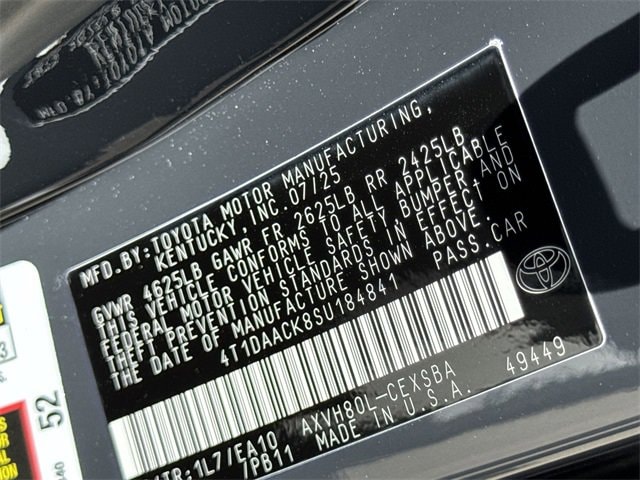 MFD.BY:TOYOTA MOTOR MANUFACTURING,
KENTUCKY, INC. 07/25
GVWR 4625LB GAWR FR 2625LB RR 2425LB
THIS VEHICLE CONFORMS TO ALL APPLICABLE
FEDERAL MOTOR VEHICLE SAFETY, BUMPER, AND
THEFT PREVENTION STANDARDS IN EFFECT ON
THE DATE OF MANUFACTURE SHOWN ABOVE.
4T1DAACK8SU184841 PASS.CAR
AXVH80L-CEXSBA 49449
MADE IN U.S.A.
TR:1L7/EA10
/PB11
52